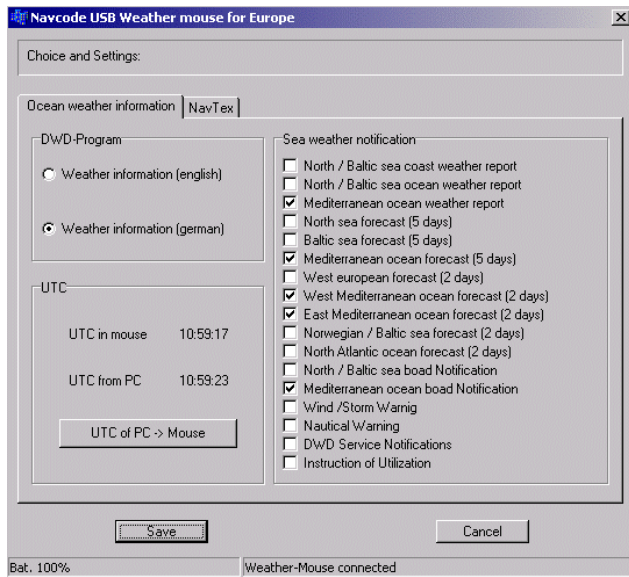 Navcode USB Weather mouse for Europe
Choice and Settings:
Ocean weather information NavTex
DWD-Program
Weather information (english)
Weather information (german)
UTC
UTC in mouse 10:59:17
UTC from PC 10:59:23
UTC of PC -> Mouse
Sea weather notification
North / Baltic sea coast weather report
North / Baltic sea ocean weather report
Mediterranean ocean weather report
North sea forecast (5 days)
Baltic sea forecast (5 days)
Mediterranean ocean forecast (5 days)
West european forecast (2 days)
West Mediterranean ocean forecast (2 days)
East Mediterranean ocean forecast (2 days)
Norwegian / Baltic sea forecast (2 days)
North Atlantic ocean forecast (2 days)
North / Baltic sea boad Notification
Mediterranean ocean boad Notification
Wind /Storm Warnig
Nautical Warning
DWD Service Notifications
Instruction of Utilization
Save Cancel
Bat. 100% Weather-Mouse connected